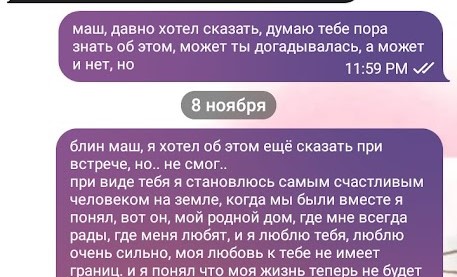 маш, давно хотел сказать, думаю тебе пора
знать об этом, может ты догадывалась, а может
и нет, но
11:59 PM
8 ноября
блин маш, я хотел об этом ещё сказать при
встрече, но.. не смог..
при виде тебя я становлюсь самым счастливым
человеком на земле, когда мы были вместе я
понял, вот он, мой родной дом, где мне всегда
рады, где меня любят, и я люблю тебя, люблю
очень сильно, моя любовь к тебе не имеет
границ. и я понял что моя жизнь теперь не будет